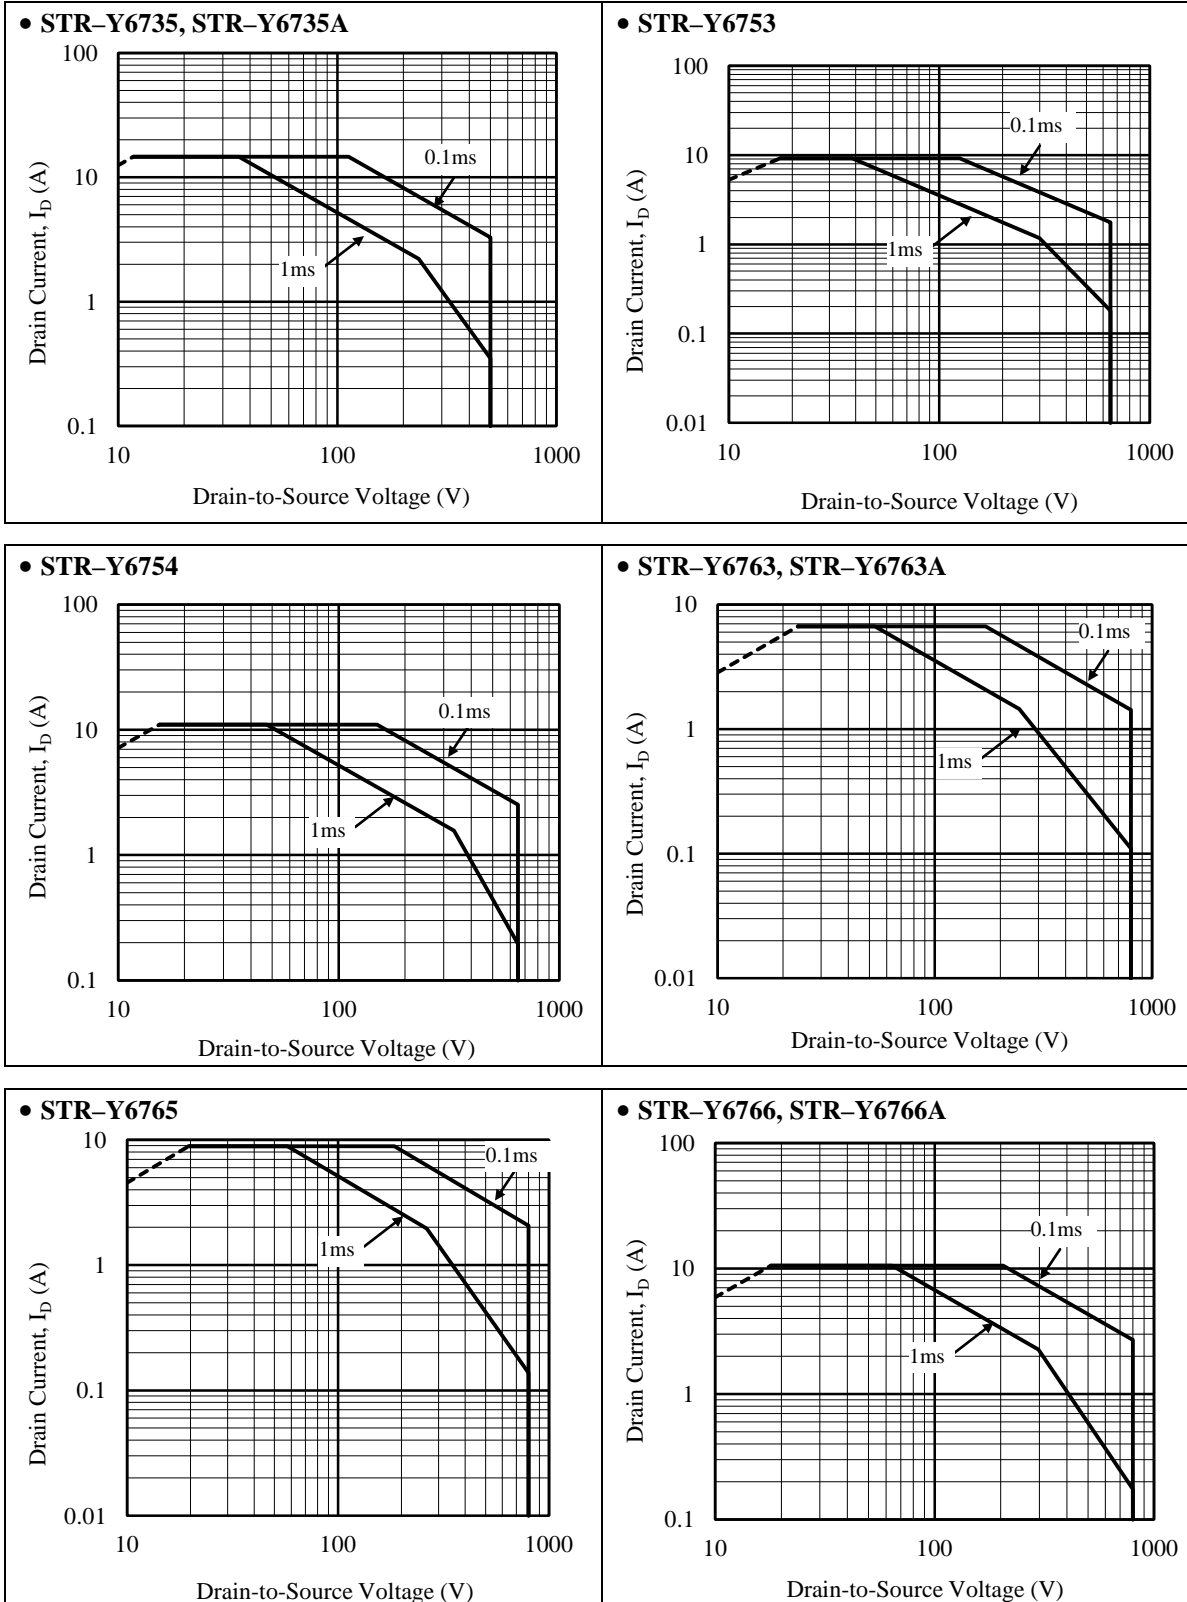 • STR–Y6735, STR–Y6735A
100
10
1
0.1
10
100
1000
Drain Current, I_D (A)
Drain-to-Source Voltage (V)
0.1ms
1ms
• STR–Y6753
100
10
1
0.1
0.01
10
100
1000
Drain Current, I_D (A)
Drain-to-Source Voltage (V)
0.1ms
1ms
• STR–Y6754
100
10
1
0.1
10
100
1000
Drain Current, I_D (A)
Drain-to-Source Voltage (V)
0.1ms
1ms
• STR–Y6763, STR–Y6763A
10
1
0.1
0.01
10
100
1000
Drain Current, I_D (A)
Drain-to-Source Voltage (V)
0.1ms
1ms
• STR–Y6765
10
1
0.1
0.01
10
100
1000
Drain Current, I_D (A)
Drain-to-Source Voltage (V)
0.1ms
1ms
• STR–Y6766, STR–Y6766A
100
10
1
0.1
10
100
1000
Drain Current, I_D (A)
Drain-to-Source Voltage (V)
0.1ms
1ms